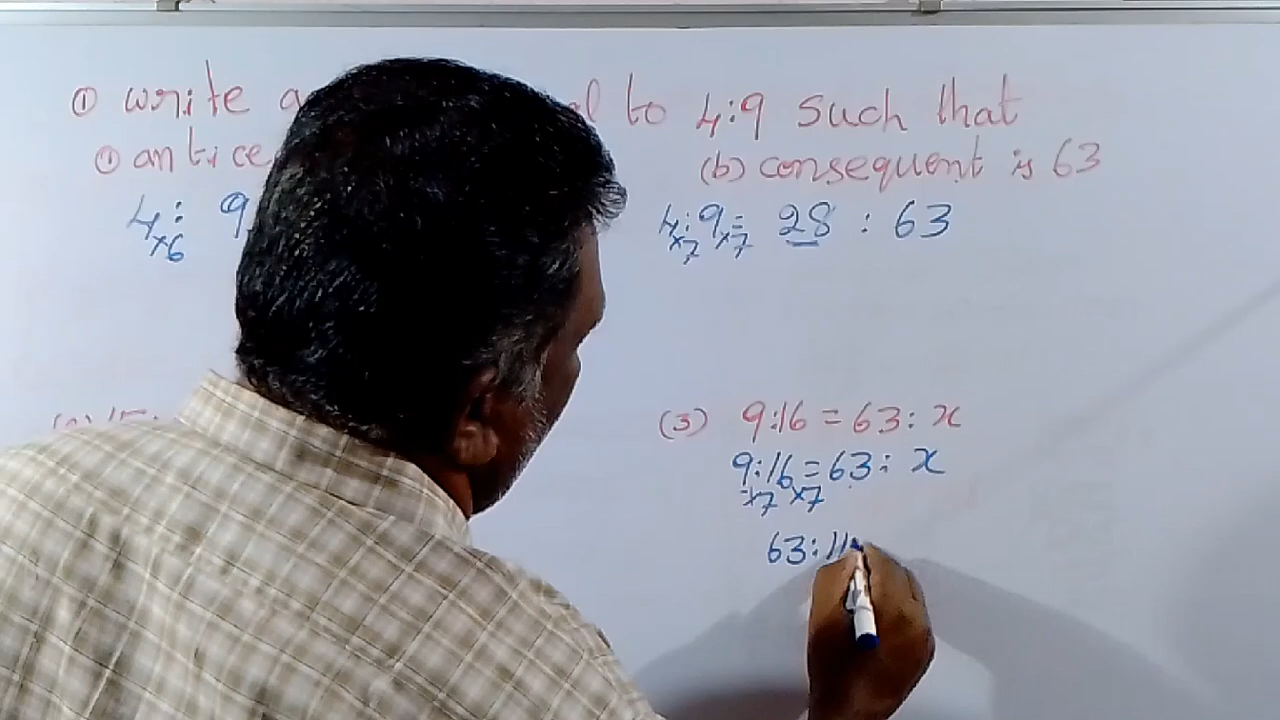 ① write a to 4:9 such that
① antice (b) consequent is 63
4: 9 4:9= 28 : 63
×6 ×7 ×7
(3) 9:16 = 63: x
9:16 = 63: x
×7 ×7
63:11